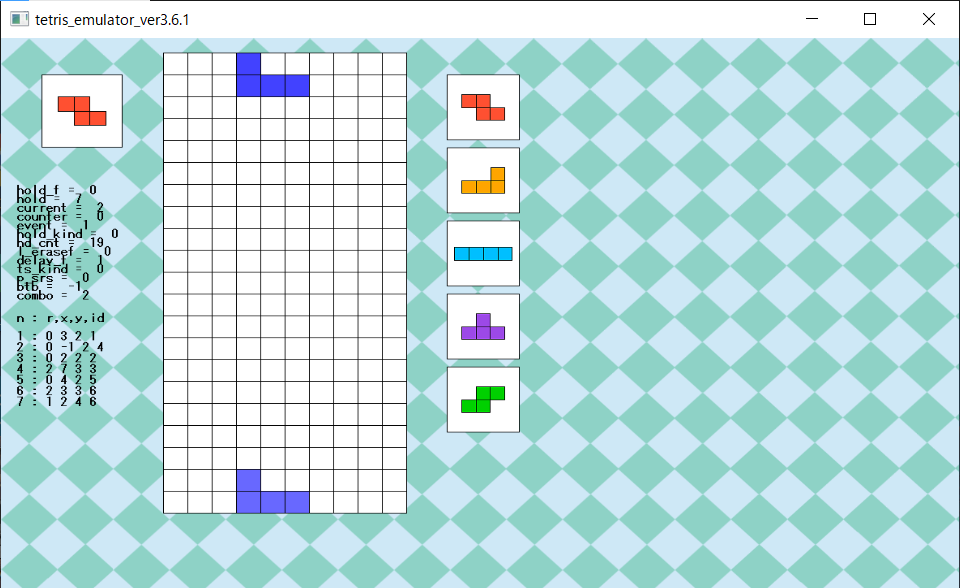 tetris_emulator_ver3.6.1
hold_f = 0
hold = 7
current = 2
counter = 0
event = 1
hold_kind = 0
hd_cnt = 19
l_erasef = 0
delay_f = 1
ts_kind = 0
p_srs = 0
btb = -1
combo = 2
n : r,x,y,id
1 : 0 3 2 1
2 : 0 -1 2 4
3 : 0 2 2 2
4 : 2 7 3 3
5 : 0 4 2 5
6 : 2 3 3 6
7 : 1 2 4 6